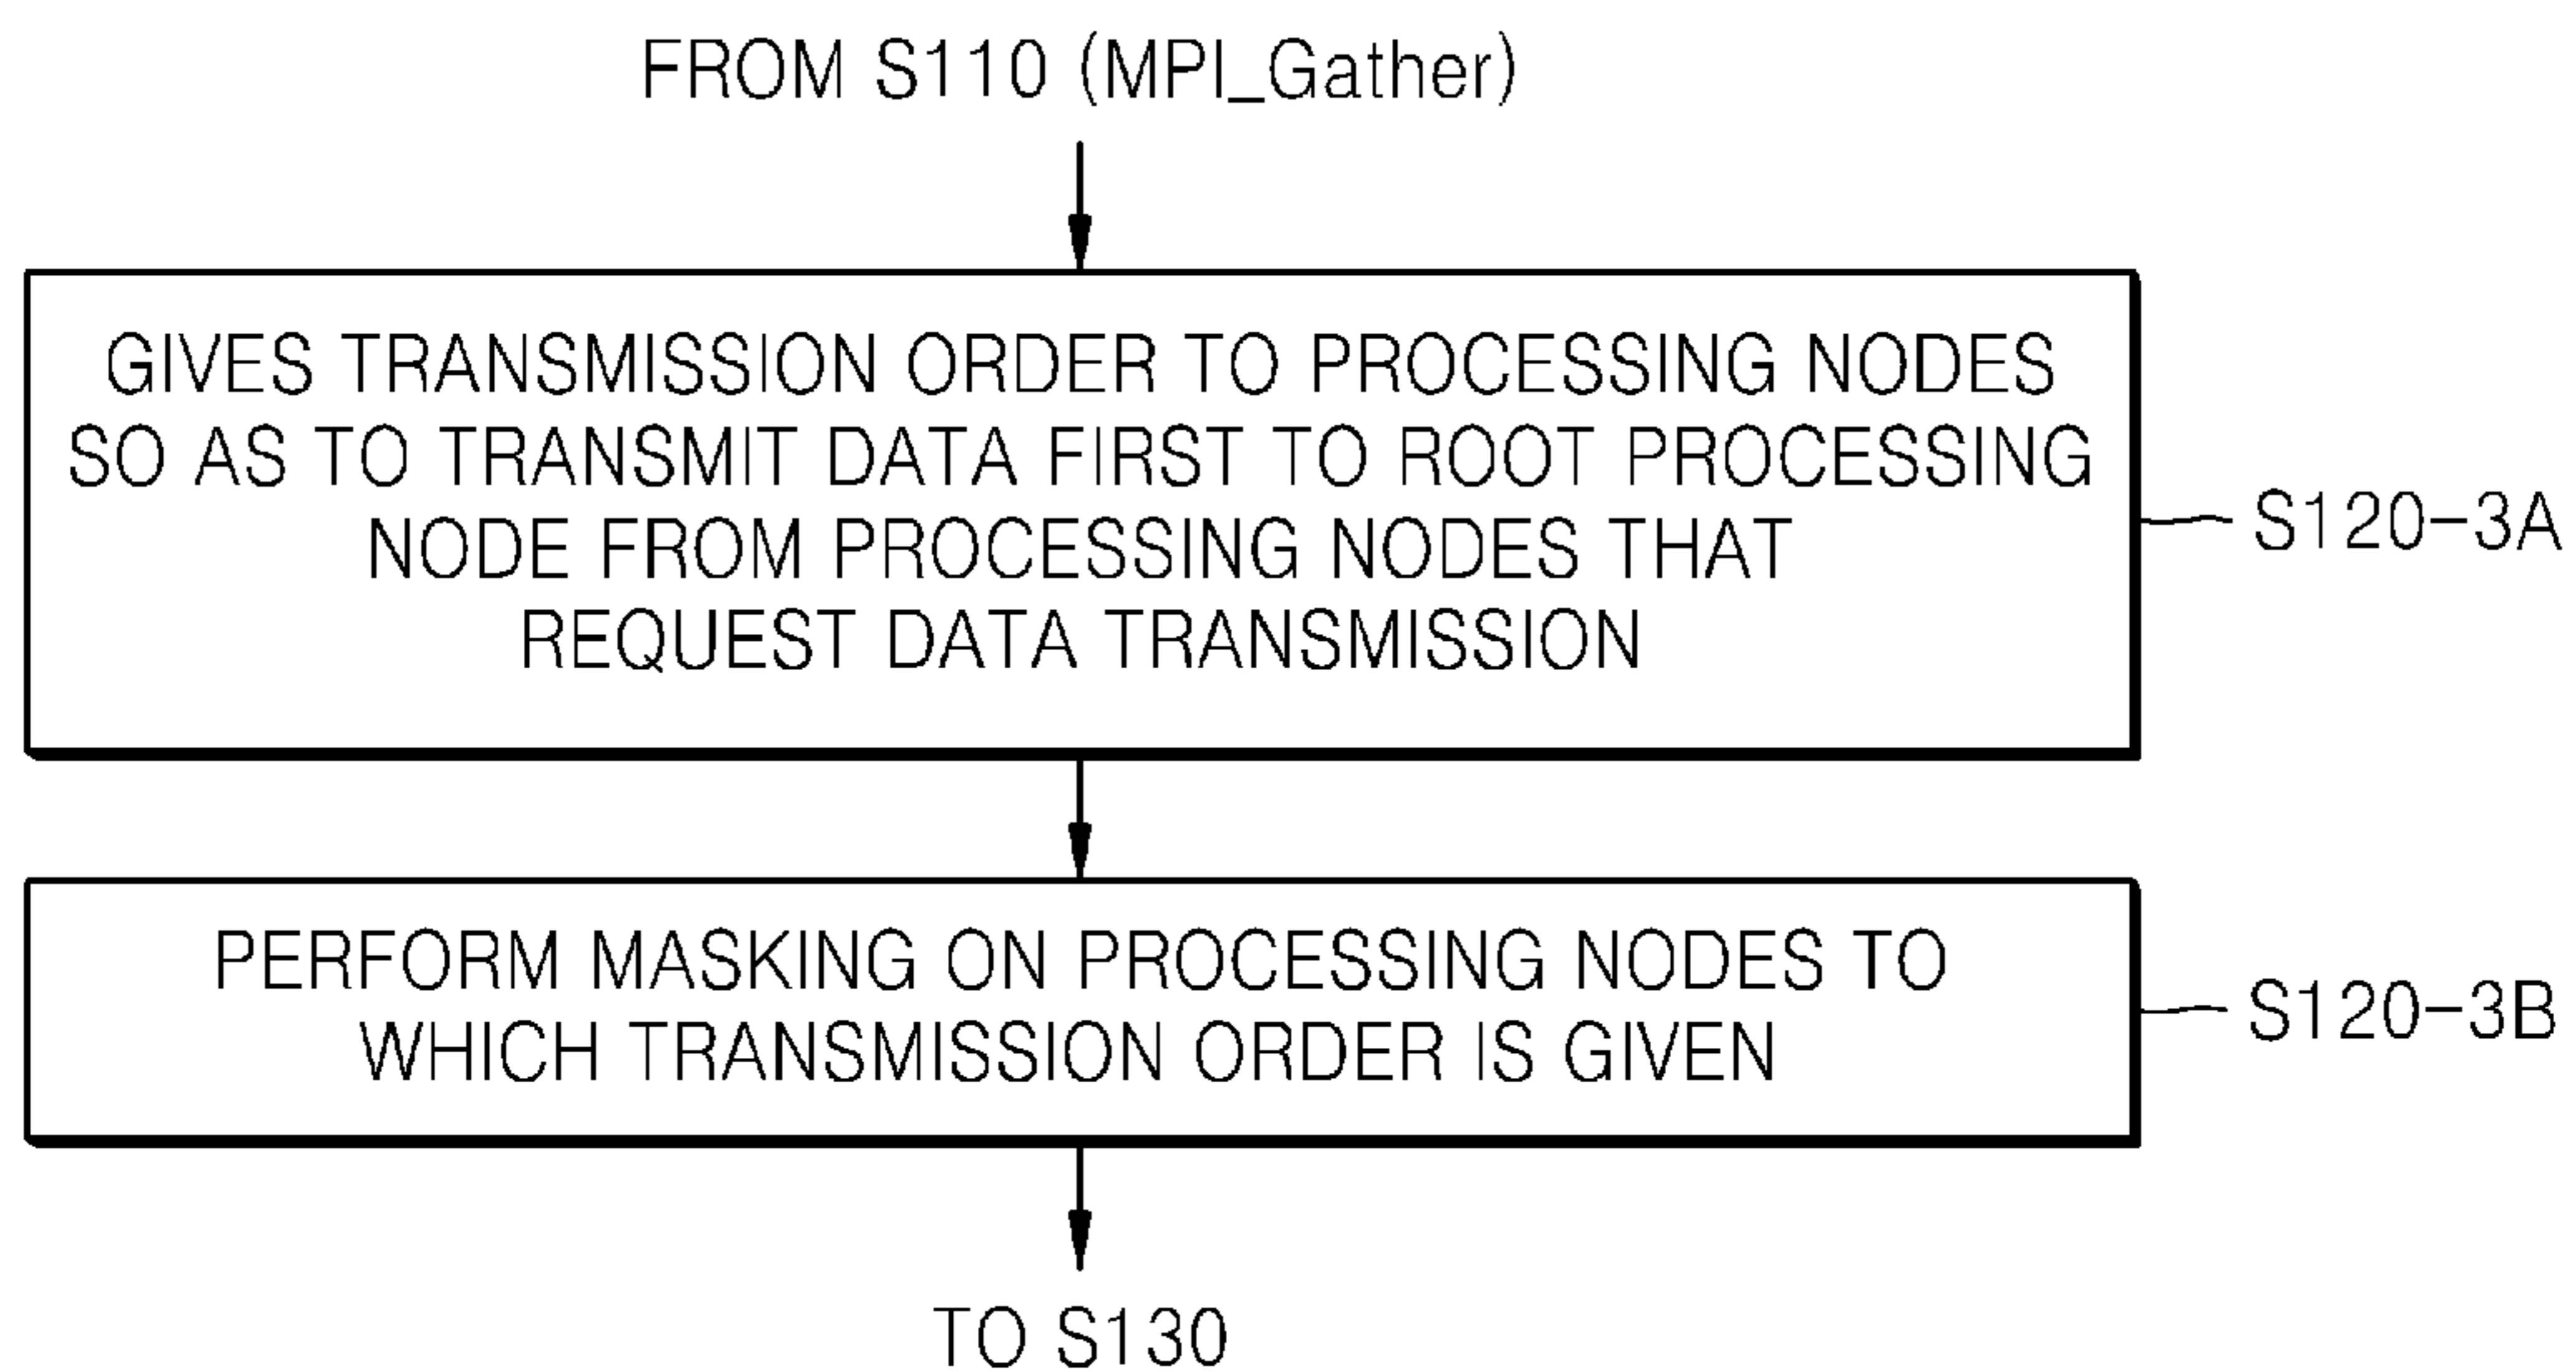 FROM S110 (MPI_Gather)
GIVES TRANSMISSION ORDER TO PROCESSING NODES
SO AS TO TRANSMIT DATA FIRST TO ROOT PROCESSING
NODE FROM PROCESSING NODES THAT
REQUEST DATA TRANSMISSION
S120-3A
PERFORM MASKING ON PROCESSING NODES TO
WHICH TRANSMISSION ORDER IS GIVEN
S120-3B
TO S130